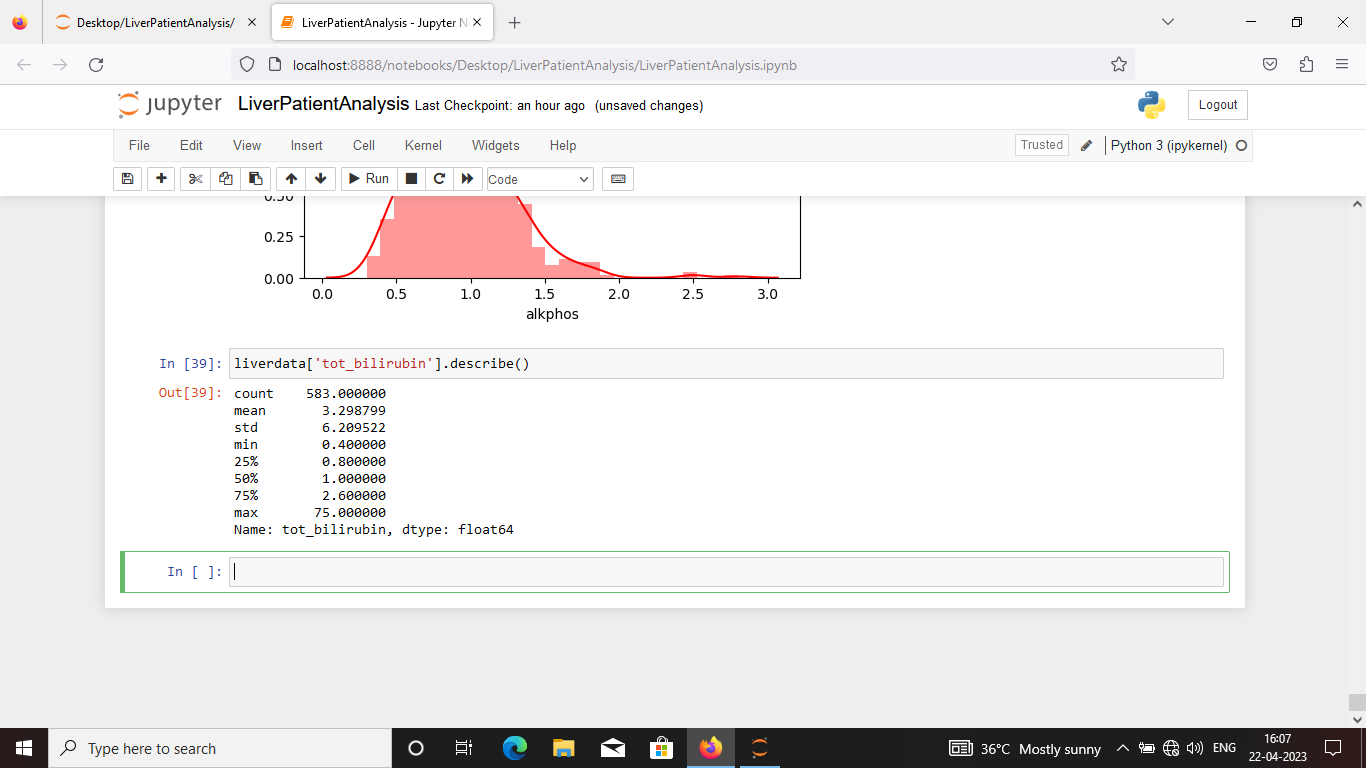 Desktop/LiverPatientAnalysis/
LiverPatientAnalysis - Jupyter N
localhost:8888/notebooks/Desktop/LiverPatientAnalysis/LiverPatientAnalysis.ipynb
jupyter LiverPatientAnalysis Last Checkpoint: an hour ago (unsaved changes)
Logout
File Edit View Insert Cell Kernel Widgets Help
Trusted Python 3 (ipykernel)
Run Code
0.50
0.25
0.00
0.0 0.5 1.0 1.5 2.0 2.5 3.0
alkphos
In [39]: liverdata['tot_bilirubin'].describe()
Out[39]: count 583.000000
mean 3.298799
std 6.209522
min 0.400000
25% 0.800000
50% 1.000000
75% 2.600000
max 75.000000
Name: tot_bilirubin, dtype: float64
In [ ]:
Type here to search
36°C Mostly sunny
ENG
16:07
22-04-2023